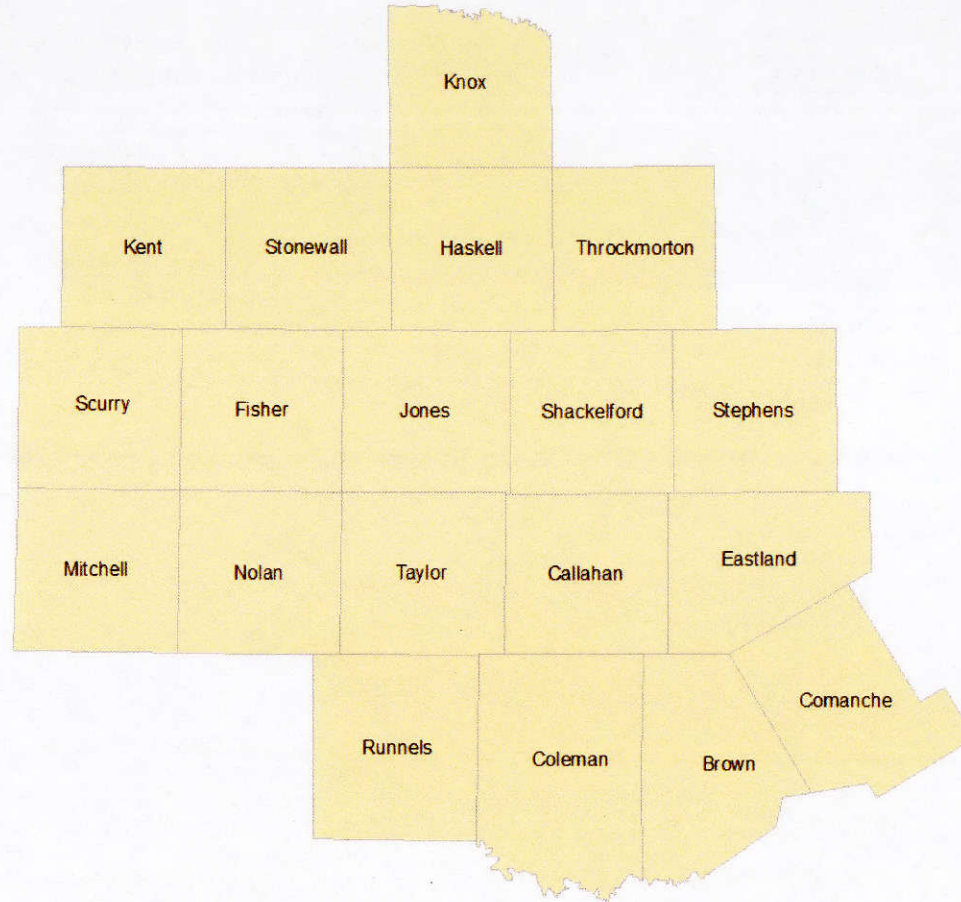 Knox
Kent
Stonewall
Haskell
Throckmorton
Scurry
Fisher
Jones
Shackelford
Stephens
Mitchell
Nolan
Taylor
Callahan
Eastland
Comanche
Runnels
Coleman
Brown